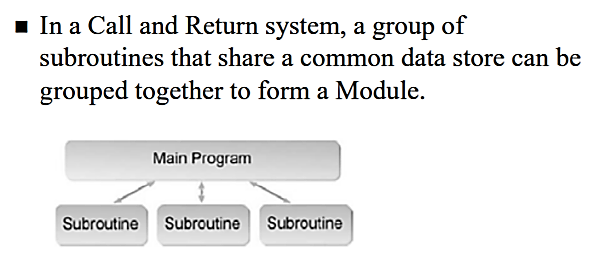 ▪ In a Call and Return system, a group of
subroutines that share a common data store can be
grouped together to form a Module.
Main Program
Subroutine Subroutine Subroutine